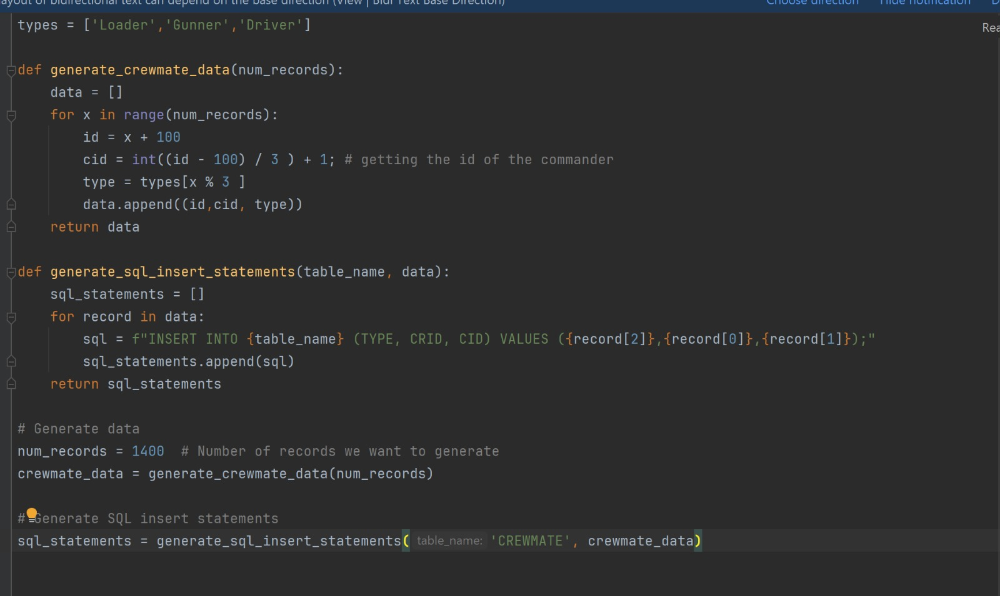 layout of bidirectional text can depend on the base direction (View | Bidi Text Base Direction) Choose direction Hide notification
types = ['Loader','Gunner','Driver']
def generate_crewmate_data(num_records):
data = []
for x in range(num_records):
id = x + 100
cid = int((id - 100) / 3 ) + 1; # getting the id of the commander
type = types[x % 3 ]
data.append((id,cid, type))
return data
def generate_sql_insert_statements(table_name, data):
sql_statements = []
for record in data:
sql = f"INSERT INTO {table_name} (TYPE, CRID, CID) VALUES ({record[2]},{record[0]},{record[1]});"
sql_statements.append(sql)
return sql_statements
# Generate data
num_records = 1400 # Number of records we want to generate
crewmate_data = generate_crewmate_data(num_records)
# Generate SQL insert statements
sql_statements = generate_sql_insert_statements( table_name: 'CREWMATE', crewmate_data)